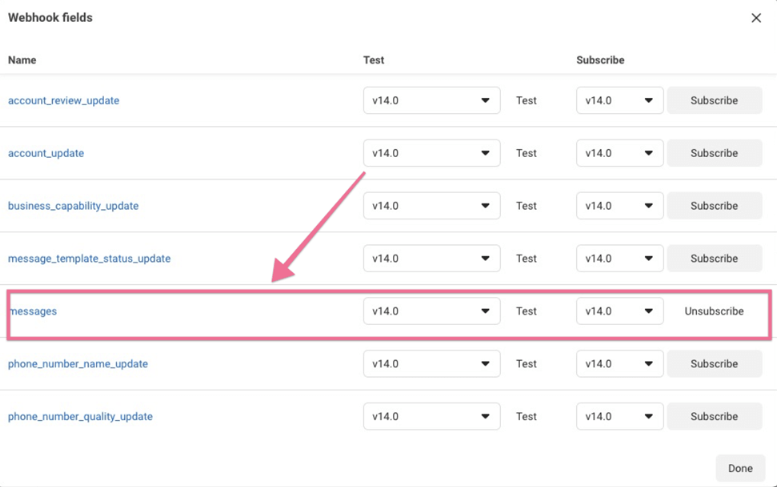 Webhook fields
Name Test Subscribe
account_review_update v14.0 Test v14.0 Subscribe
account_update v14.0 Test v14.0 Subscribe
business_capability_update v14.0 Test v14.0 Subscribe
message_template_status_update v14.0 Test v14.0 Subscribe
messages v14.0 Test v14.0 Unsubscribe
phone_number_name_update v14.0 Test v14.0 Subscribe
phone_number_quality_update v14.0 Test v14.0 Subscribe
Done